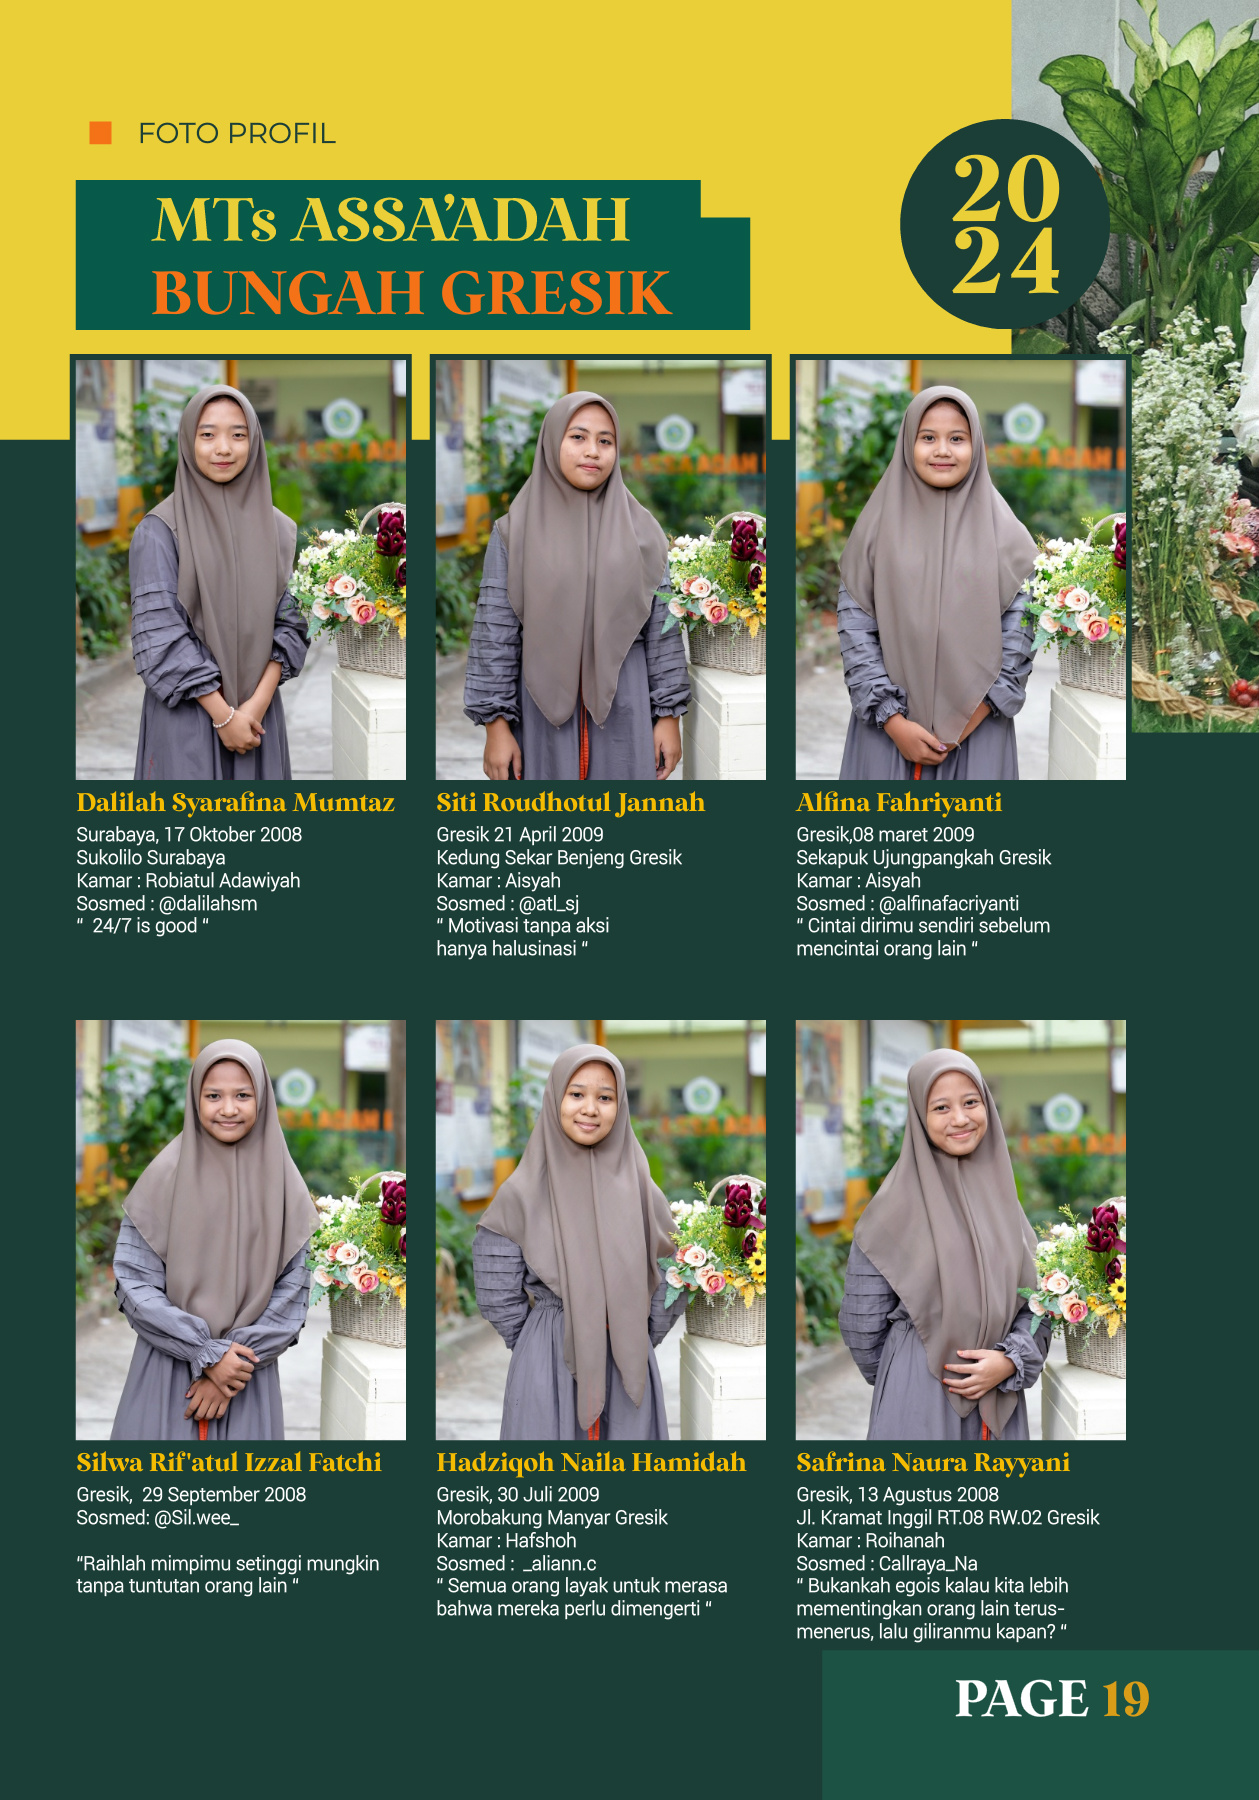 FOTO PROFIL
MTs ASSA’ADAH
BUNGAH GRESIK
20
24
Dalilah Syarafina Mumtaz
Surabaya, 17 Oktober 2008
Sukolilo Surabaya
Kamar : Robiatul Adawiyah
Sosmed : @dalilahsm
“  24/7 is good “
Siti Roudhotul Jannah
Gresik 21 April 2009
Kedung Sekar Benjeng Gresik
Kamar : Aisyah
Sosmed : @atl_sj
“ Motivasi tanpa aksi
hanya halusinasi “
Alfina Fahriyanti
Gresik,08 maret 2009
Sekapuk Ujungpangkah Gresik
Kamar : Aisyah
Sosmed : @alfinafacriyanti
“ Cintai dirimu sendiri sebelum
mencintai orang lain “
Silwa Rif'atul Izzal Fatchi
Gresik,  29 September 2008
Sosmed: @Sil.wee_
“Raihlah mimpimu setinggi mungkin
tanpa tuntutan orang lain “
Hadziqoh Naila Hamidah
Gresik, 30 Juli 2009
Morobakung Manyar Gresik
Kamar : Hafshoh
Sosmed :  _aliann.c
“ Semua orang layak untuk merasa
bahwa mereka perlu dimengerti “
Safrina Naura Rayyani
Gresik, 13 Agustus 2008
Jl. Kramat Inggil RT.08 RW.02 Gresik
Kamar : Roihanah
Sosmed : Callraya_Na
“ Bukankah egois kalau kita lebih
mementingkan orang lain terus-
menerus, lalu giliranmu kapan? “
PAGE 19